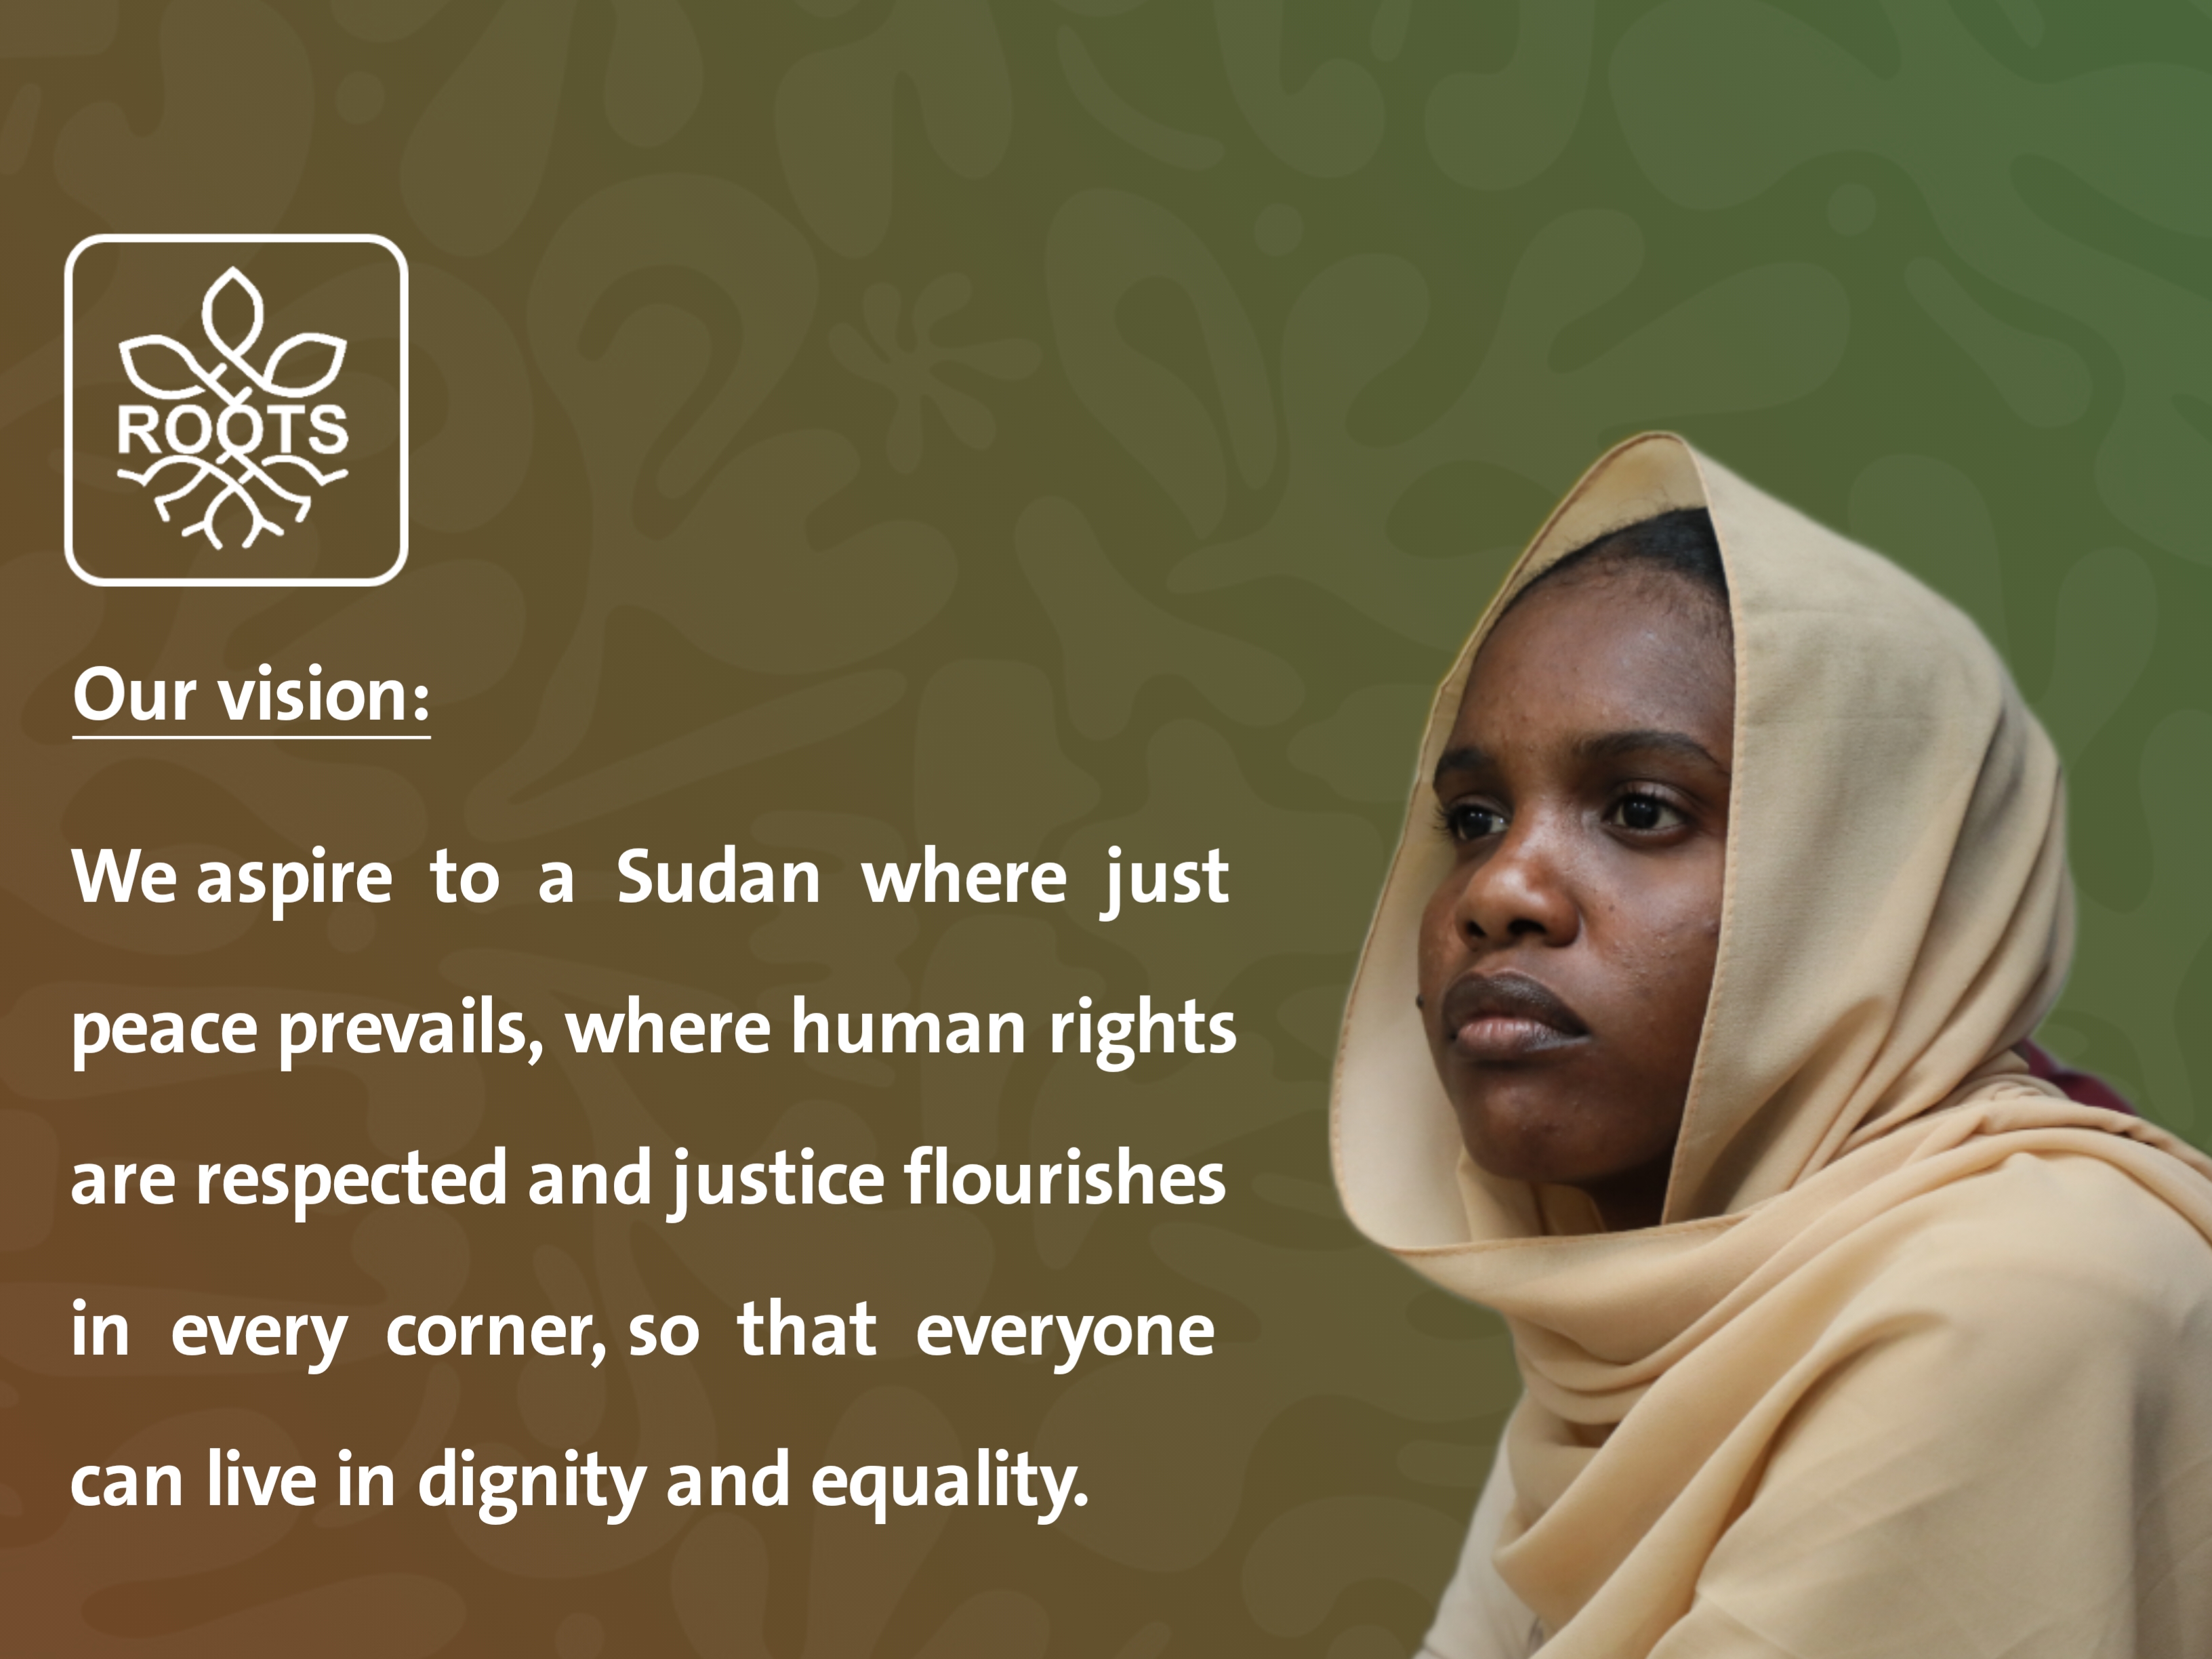 ROOTS
Our vision:
We aspire to a Sudan where just
peace prevails, where human rights
are respected and justice flourishes
in every corner, so that everyone
can live in dignity and equality.